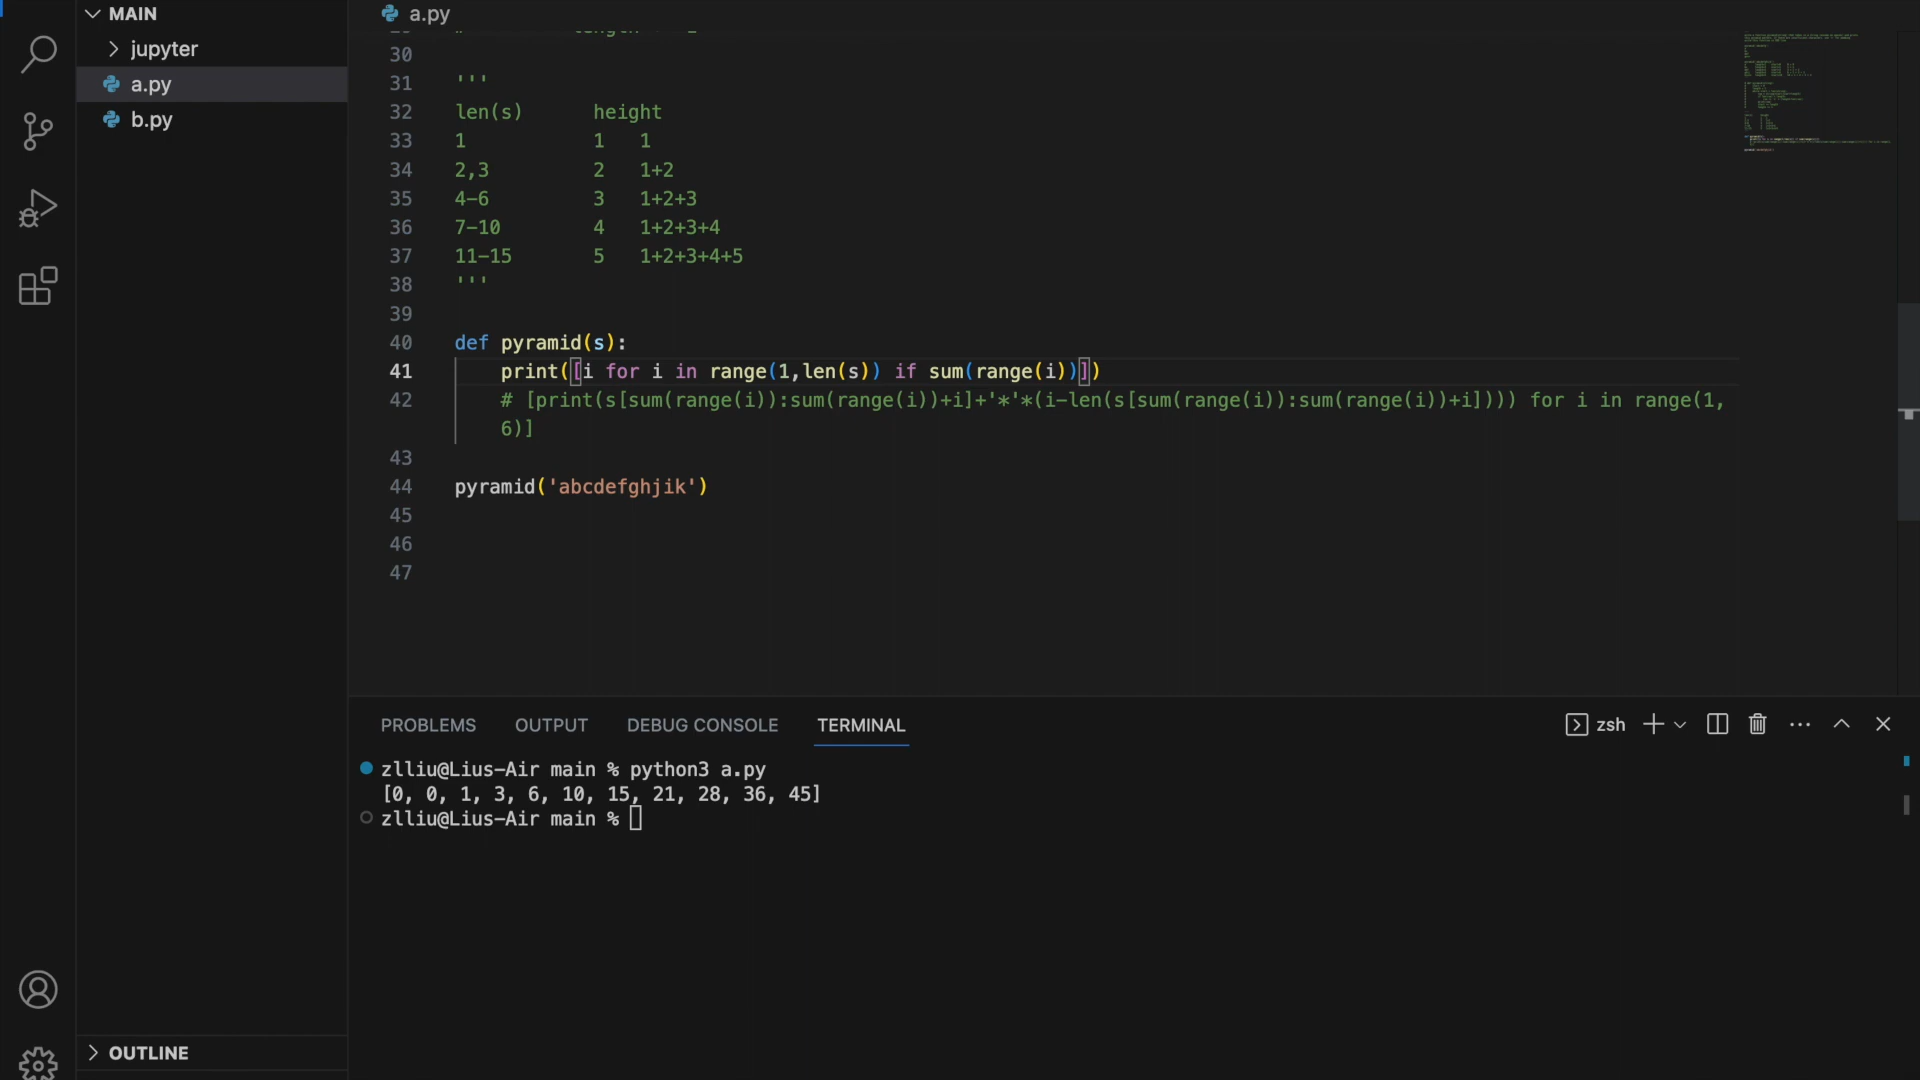 MAIN
jupyter
a.py
b.py
OUTLINE
a.py
30
31 '''
32 len(s) height
33 1 1 1
34 2,3 2 1+2
35 4-6 3 1+2+3
36 7-10 4 1+2+3+4
37 11-15 5 1+2+3+4+5
38 '''
39
40 def pyramid(s):
41 print([i for i in range(1,len(s)) if sum(range(i))])
42 # [print(s[sum(range(i)):sum(range(i))+i]+'*'*(i-len(s[sum(range(i)):sum(range(i))+i]))) for i in range(1,
6)]
43
44 pyramid('abcdefghjik')
45
46
47
PROBLEMS OUTPUT DEBUG CONSOLE TERMINAL zsh
zlliu@Lius-Air main % python3 a.py
[0, 0, 1, 3, 6, 10, 15, 21, 28, 36, 45]
zlliu@Lius-Air main %